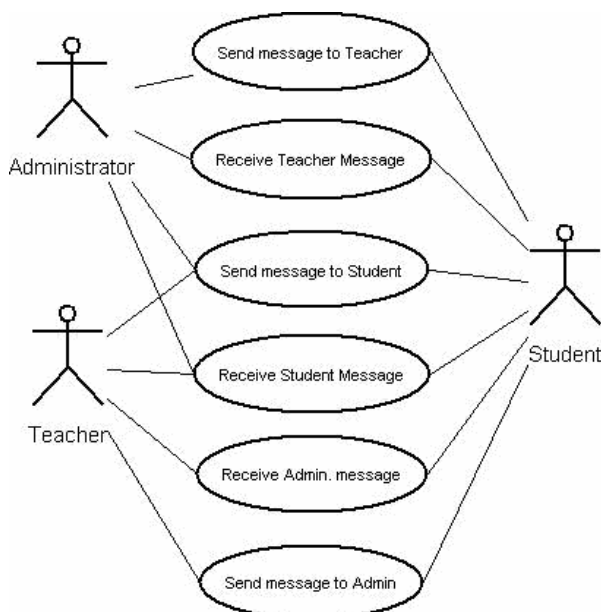 Send message to Teacher
Receive Teacher Message
Administrator
Send message to Student
Student
Receive Student Message
Teacher
Receive Admin. message
Send message to Admin